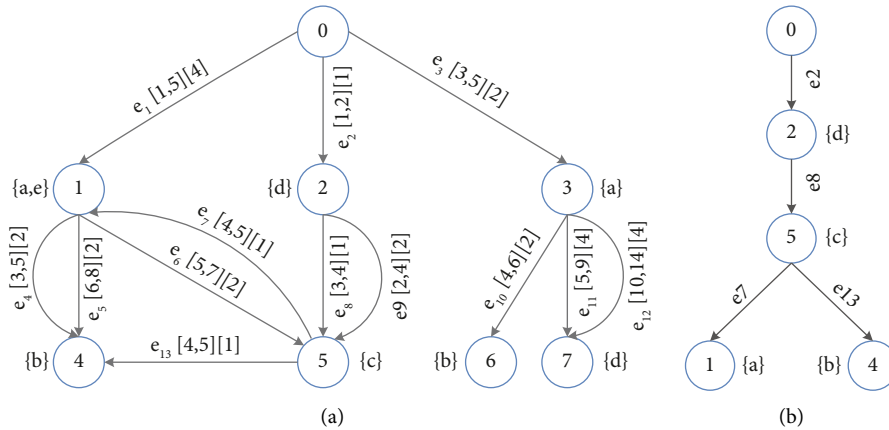 0
e1 [1,5][4]
e2 [1,2][1]
e3 [3,5][2]
{a,e} 1
{d} 2
3 {a}
e4 [3,5][2]
e5 [6,8][2]
e6 [5,7][2]
e7 [4,5][1]
e8 [3,4][1]
e9 [2,4][2]
e10 [4,6][2]
e11 [5,9][4]
e12 [10,14][4]
{b} 4
e13 [4,5][1]
5 {c}
{b} 6
7 {d}
(a)
0
e2
2 {d}
e8
5 {c}
e7
e13
1 {a}
{b} 4
(b)